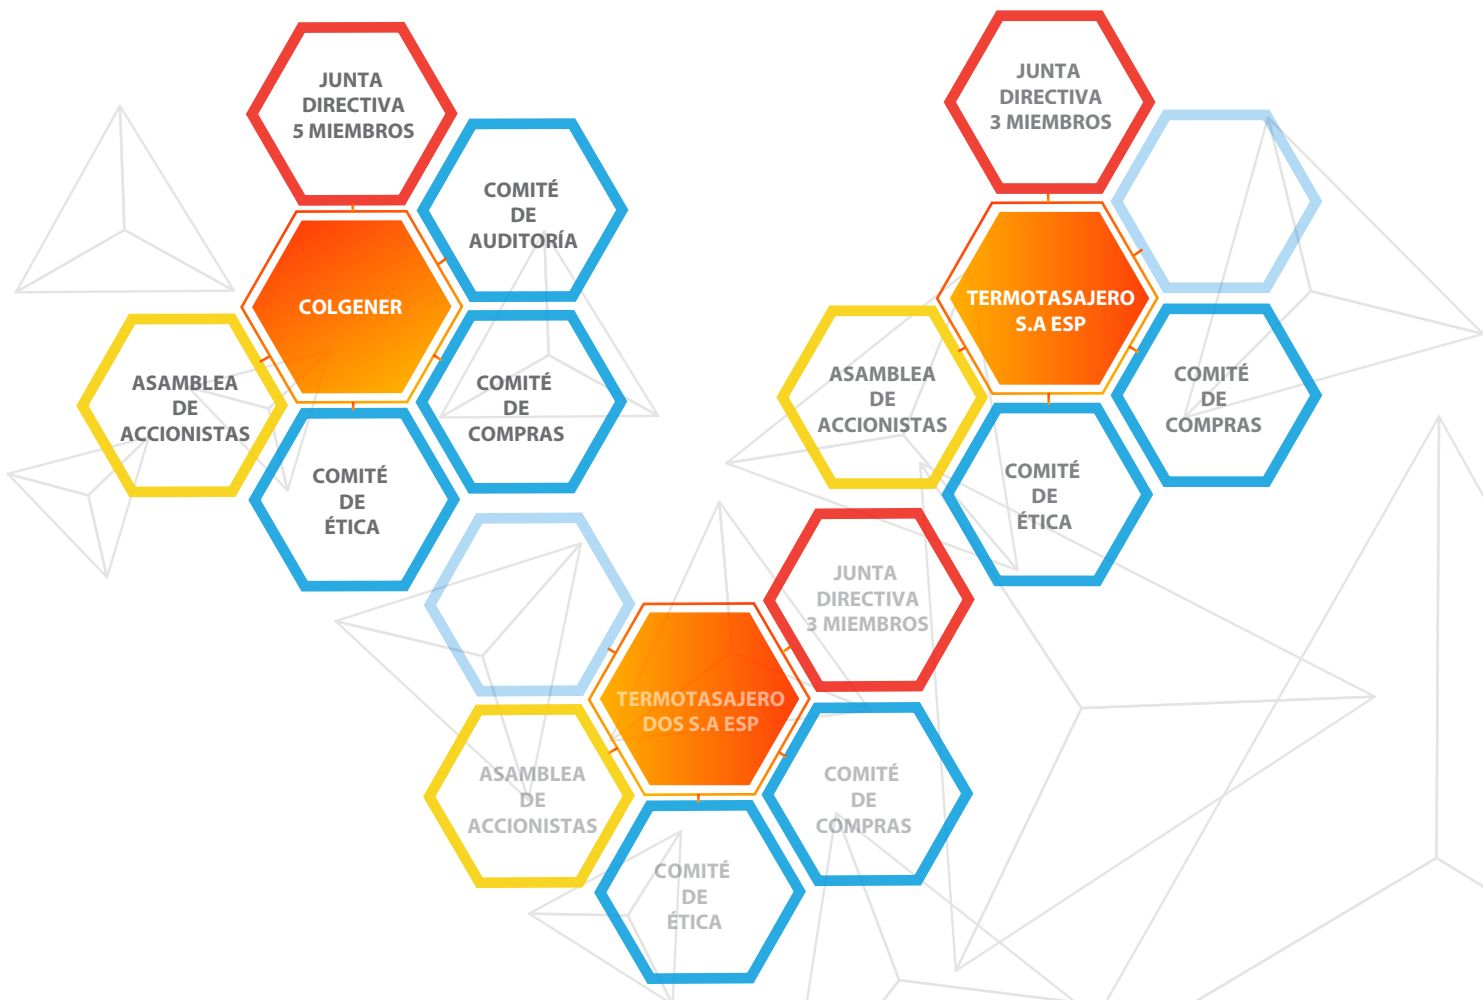 JUNTA
DIRECTIVA
5 MIEMBROS
COMITÉ
DE
AUDITORÍA
COLGENER
ASAMBLEA
DE
ACCIONISTAS
COMITÉ
DE
COMPRAS
COMITÉ
DE
ÉTICA
JUNTA
DIRECTIVA
3 MIEMBROS
TERMOTASAJERO
S.A ESP
ASAMBLEA
DE
ACCIONISTAS
COMITÉ
DE
COMPRAS
COMITÉ
DE
ÉTICA
JUNTA
DIRECTIVA
3 MIEMBROS
TERMOTASAJERO
DOS S.A ESP
ASAMBLEA
DE
ACCIONISTAS
COMITÉ
DE
COMPRAS
COMITÉ
DE
ÉTICA